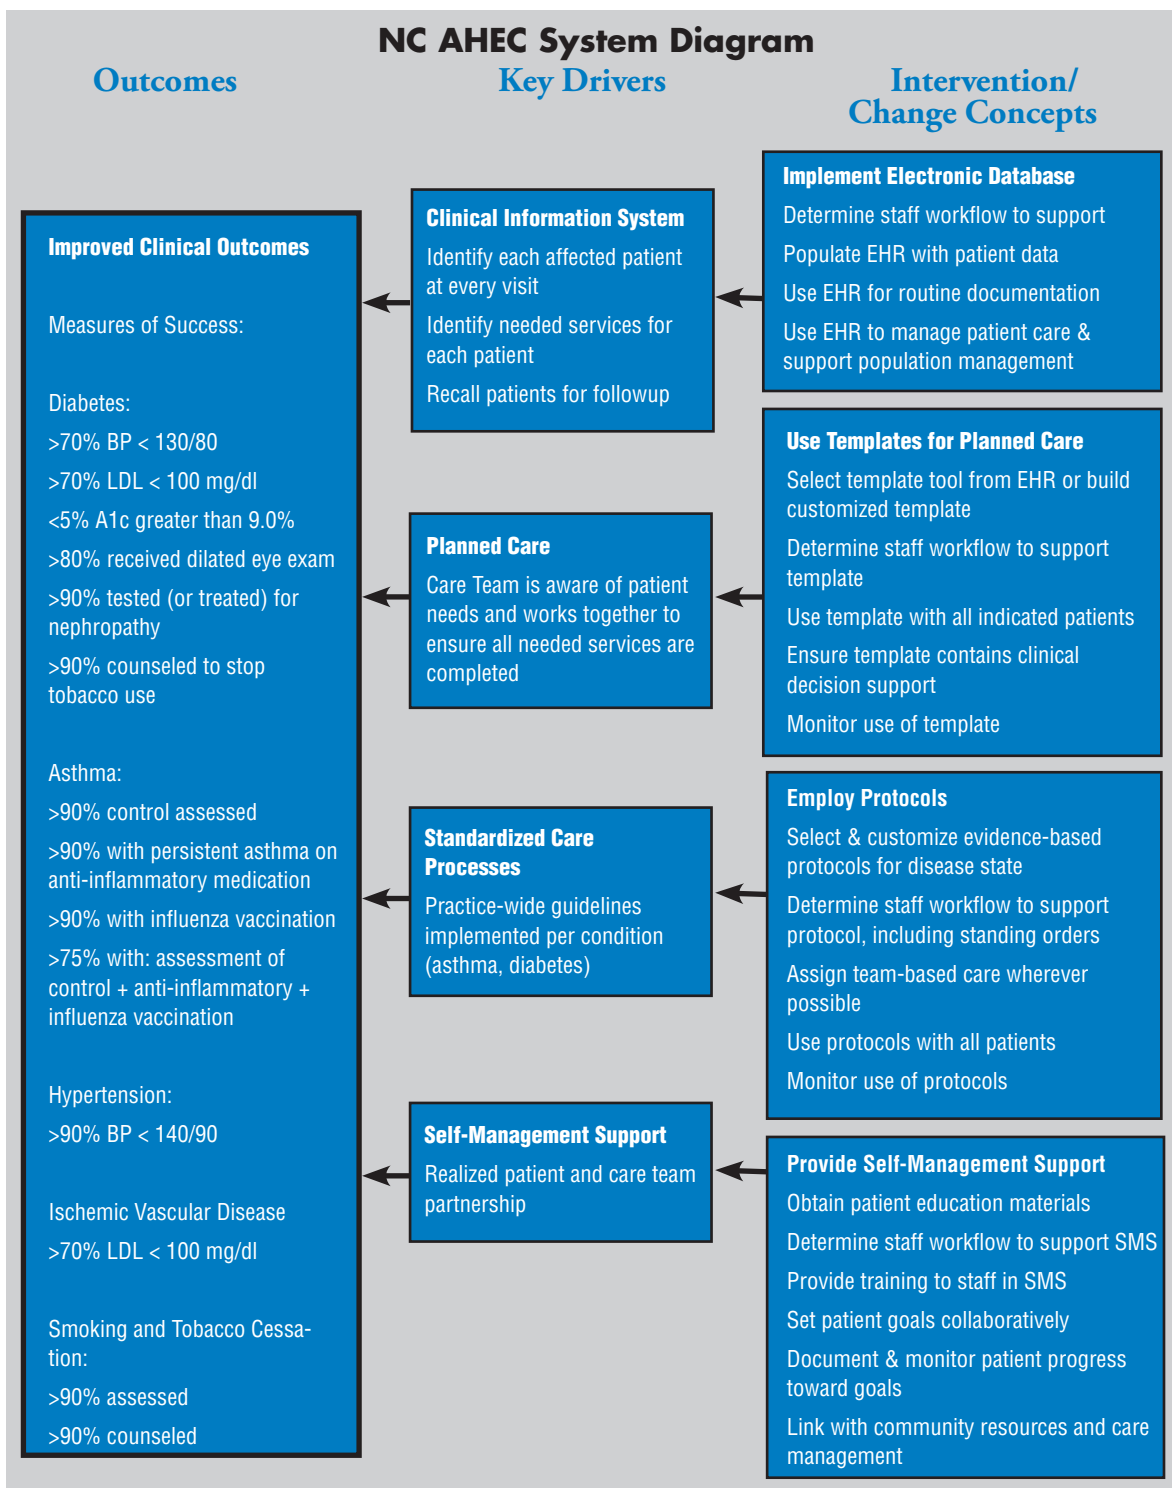 NC AHEC System Diagram
Outcomes
Key Drivers
Intervention/
Change Concepts
Improved Clinical Outcomes
Measures of Success:
Diabetes:
>70% BP < 130/80
>70% LDL < 100 mg/dl
<5% A1c greater than 9.0%
>80% received dilated eye exam
>90% tested (or treated) for
nephropathy
>90% counseled to stop
tobacco use
Asthma:
>90% control assessed
>90% with persistent asthma on
anti-inflammatory medication
>90% with influenza vaccination
>75% with: assessment of
control + anti-inflammatory +
influenza vaccination
Hypertension:
>90% BP < 140/90
Ischemic Vascular Disease
>70% LDL < 100 mg/dl
Smoking and Tobacco Cessa-
tion:
>90% assessed
>90% counseled
Clinical Information System
Identify each affected patient
at every visit
Identify needed services for
each patient
Recall patients for followup
Planned Care
Care Team is aware of patient
needs and works together to
ensure all needed services are
completed
Standardized Care
Processes
Practice-wide guidelines
implemented per condition
(asthma, diabetes)
Self-Management Support
Realized patient and care team
partnership
Implement Electronic Database
Determine staff workflow to support
Populate EHR with patient data
Use EHR for routine documentation
Use EHR to manage patient care &
support population management
Use Templates for Planned Care
Select template tool from EHR or build
customized template
Determine staff workflow to support
template
Use template with all indicated patients
Ensure template contains clinical
decision support
Monitor use of template
Employ Protocols
Select & customize evidence-based
protocols for disease state
Determine staff workflow to support
protocol, including standing orders
Assign team-based care wherever
possible
Use protocols with all patients
Monitor use of protocols
Provide Self-Management Support
Obtain patient education materials
Determine staff workflow to support SMS
Provide training to staff in SMS
Set patient goals collaboratively
Document & monitor patient progress
toward goals
Link with community resources and care
management